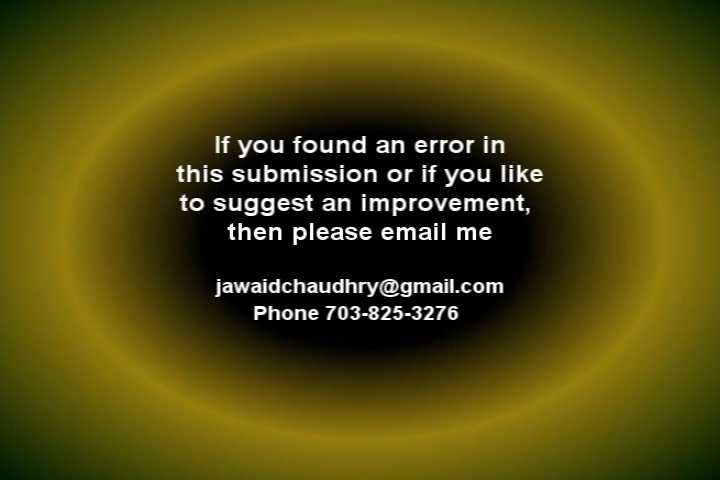 If you found an error in
this submission or if you like
to suggest an improvement,
then please email me
jawaidchaudhry@gmail.com
Phone 703-825-3276